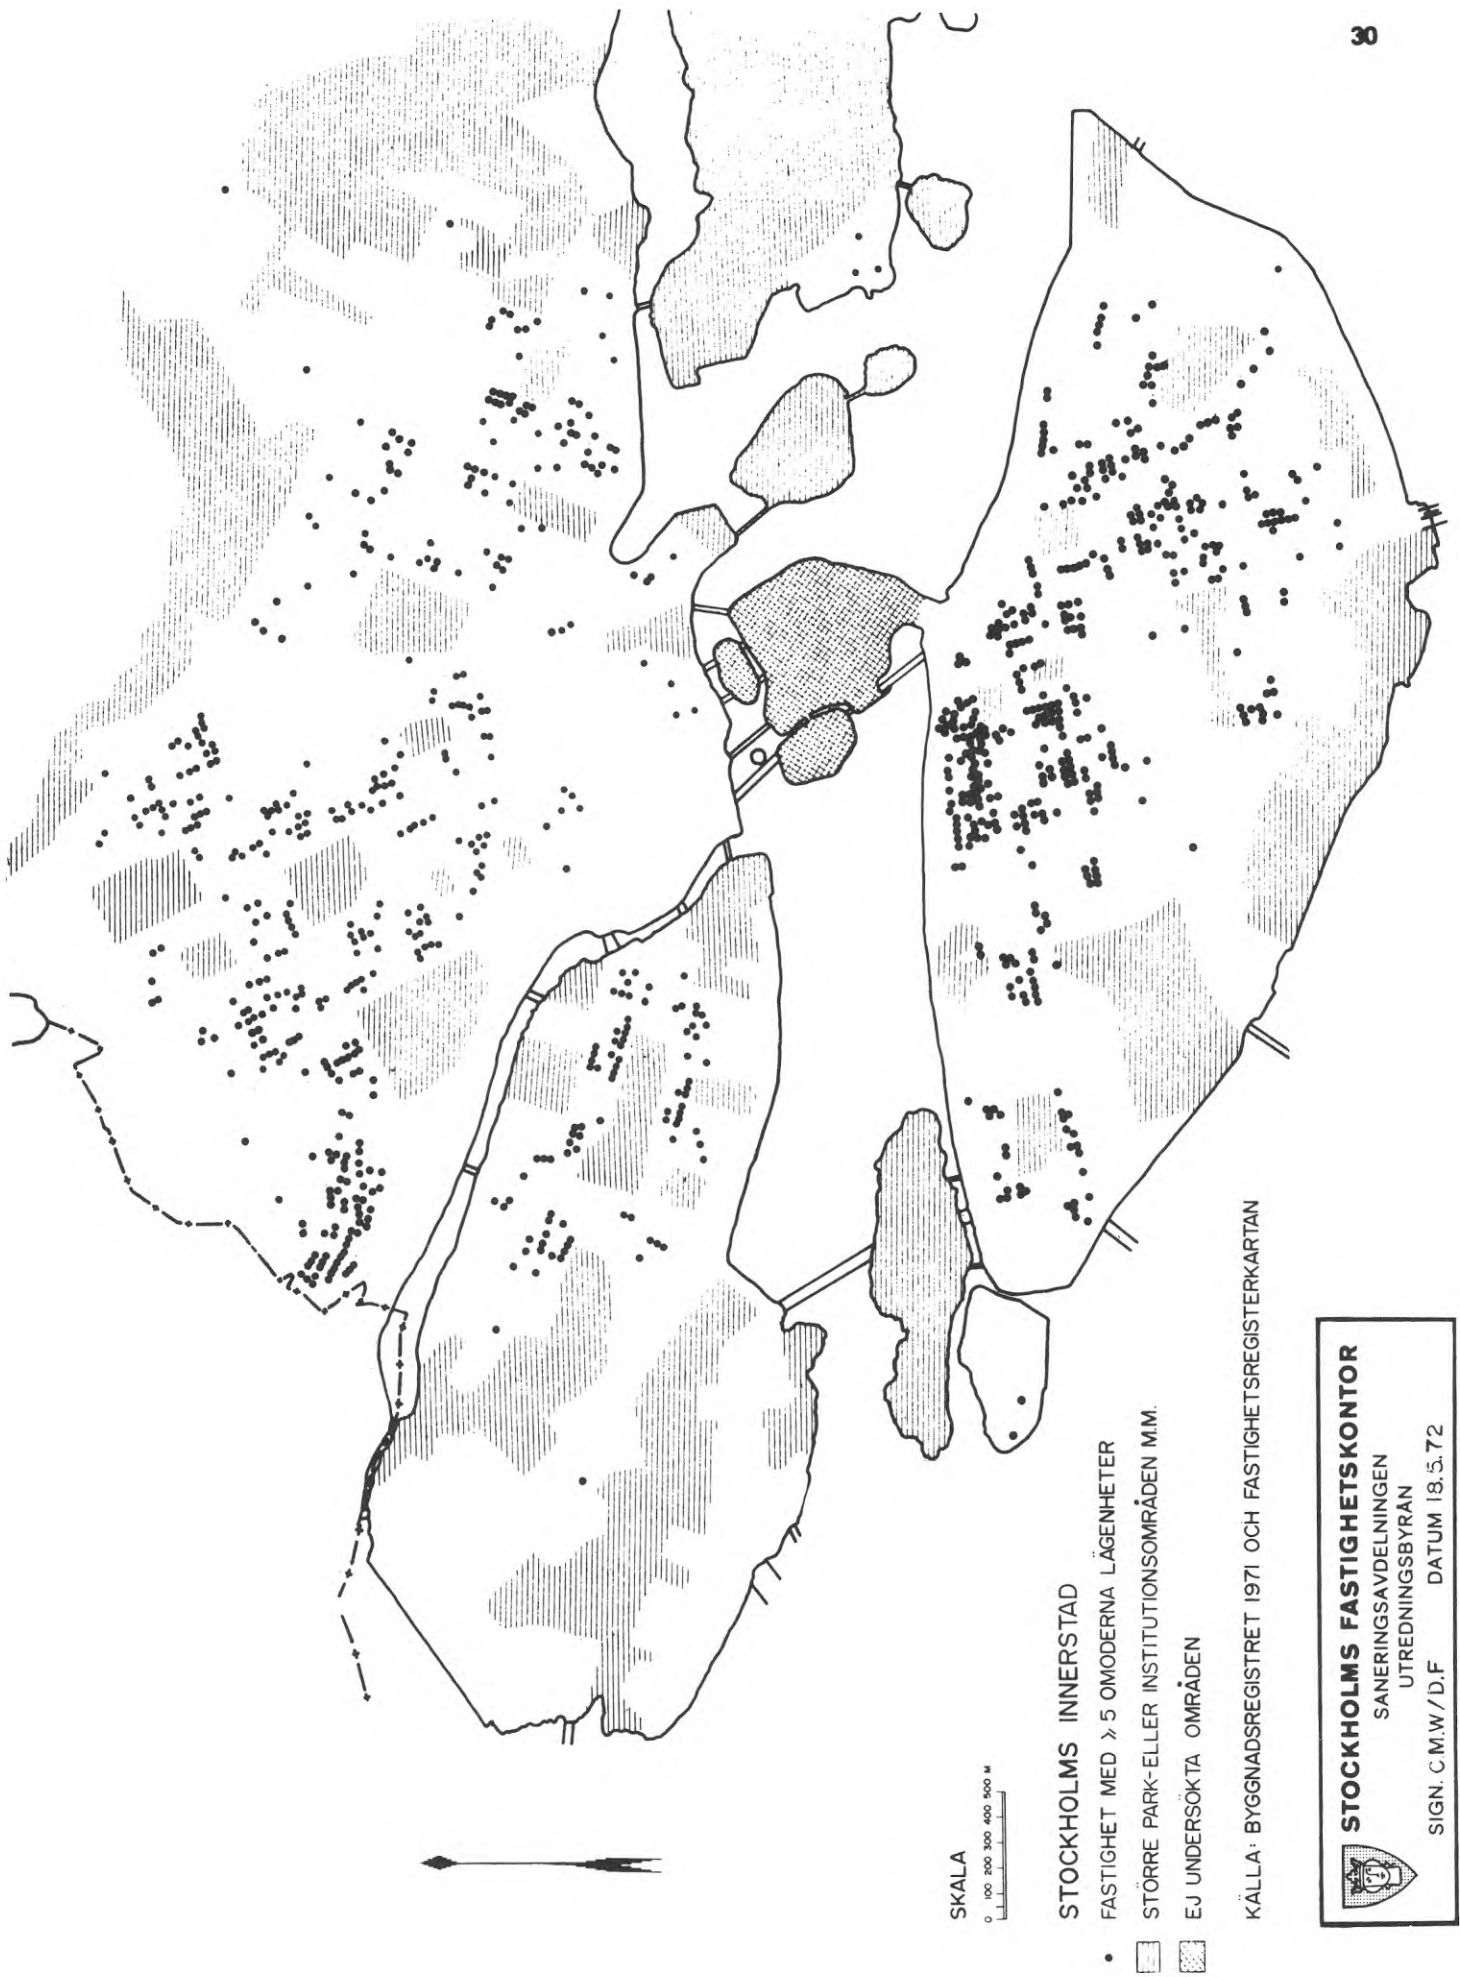 30
SKALA
0 100 200 300 400 500 M
STOCKHOLMS INNERSTAD
FASTIGHET MED ≥ 5 OMODERNA LÄGENHETER
STÖRRE PARK- ELLER INSTITUTIONSOMRÅDEN M.M.
EJ UNDERSÖKTA OMRÅDEN
KÄLLA: BYGGNADSREGISTRET 1971 OCH FASTIGHETSREGISTERKARTAN
STOCKHOLMS FASTIGHETSKONTOR
SANERINGSAVDELNINGEN
UTREDNINGSBYRÅN
SIGN. C.M.W/D.F DATUM 18.5.72